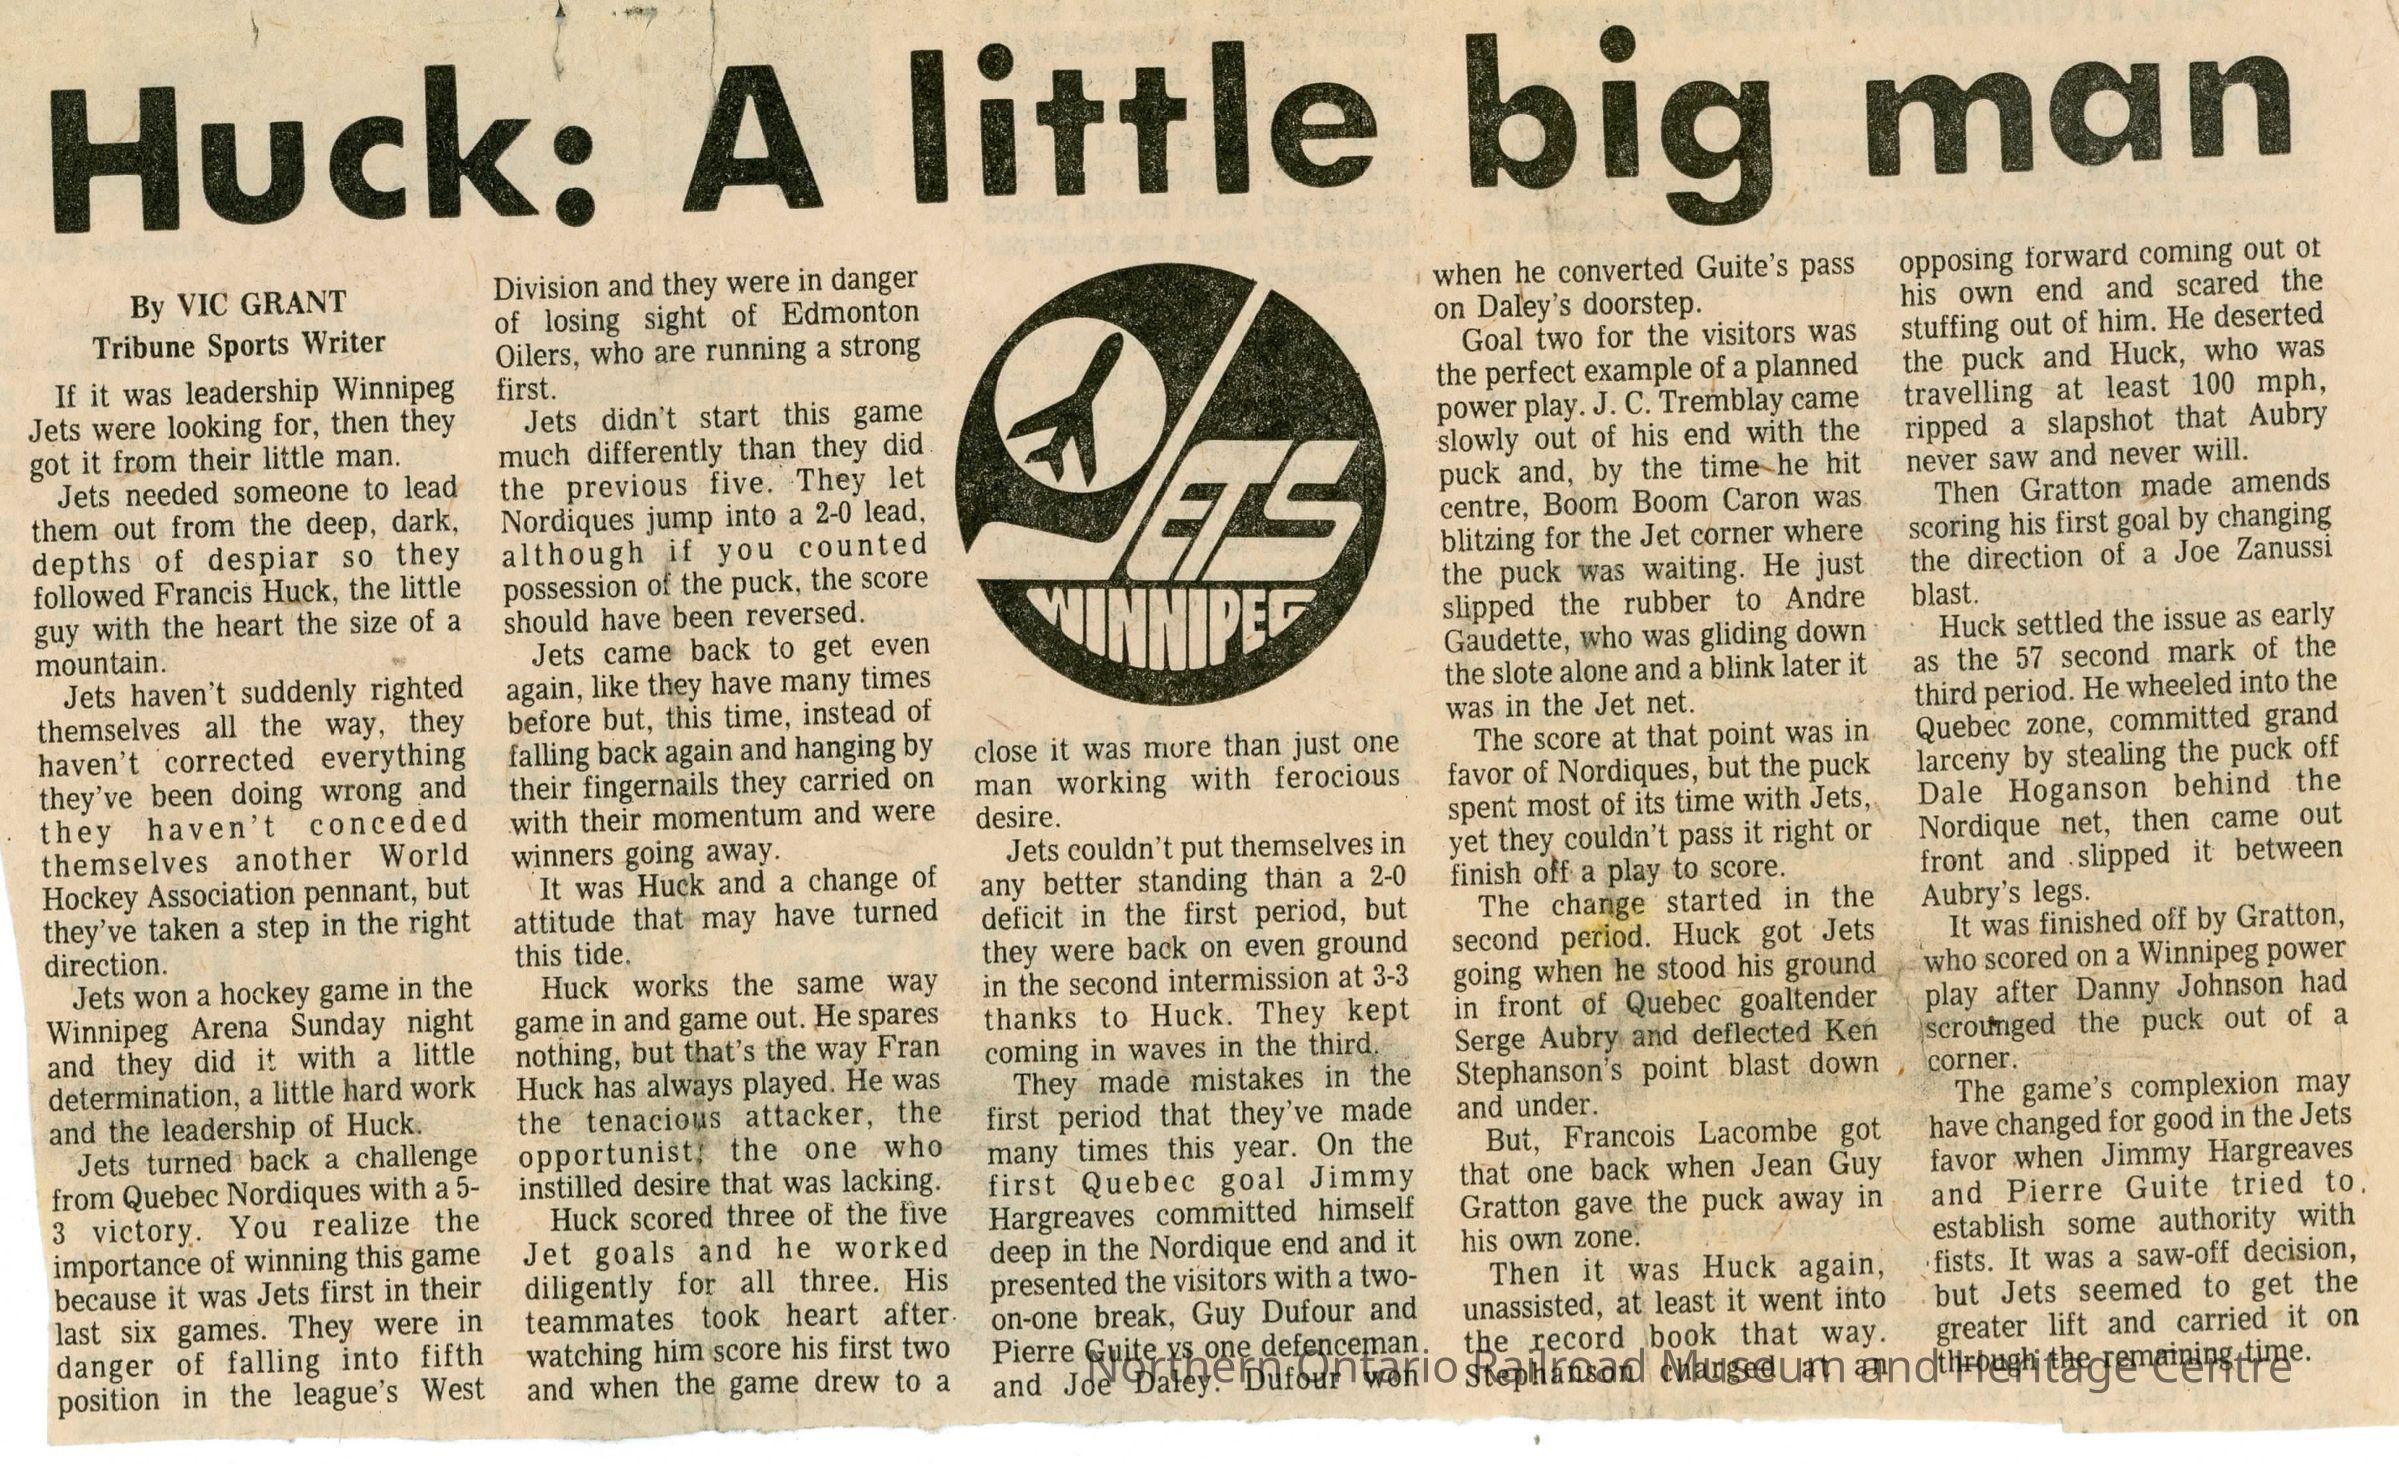 Huck: A little big man
By VIC GRANT
Tribune Sports Writer
If it was leadership Winnipeg
Jets were looking for, then they
got it from their little man.
Jets needed someone to lead
them out from the deep, dark,
depths of despiar so they
followed Francis Huck, the little
guy with the heart the size of a
mountain.
Jets haven't suddenly righted
themselves all the way, they
haven't corrected everything
they've been doing wrong and
they haven't conceded
themselves another World
Hockey Association pennant, but
they've taken a step in the right
direction.
Jets won a hockey game in the
Winnipeg Arena Sunday night
and they did it with a little
determination, a little hard work
and the leadership of Huck.
Jets turned back a challenge
from Quebec Nordiques with a 5-
3 victory. You realize the
importance of winning this game
because it was Jets first in their
last six games. They were in
danger of falling into fifth
position in the league's West
Division and they were in danger
of losing sight of Edmonton
Oilers, who are running a strong
first.
Jets didn't start this game
much differently than they did
the previous five. They let
Nordiques jump into a 2-0 lead,
although if you counted
possession of the puck, the score
should have been reversed.
Jets came back to get even
again, like they have many times
before but, this time, instead of
falling back again and hanging by
their fingernails they carried on
with their momentum and were
winners going away.
It was Huck and a change of
attitude that may have turned
this tide.
Huck works the same way
game in and game out. He spares
nothing, but that's the way Fran
Huck has always played. He was
the tenacious attacker, the
opportunist; the one who
instilled desire that was lacking.
Huck scored three of the five
Jet goals and he worked
diligently for all three. His
teammates took heart after
watching him score his first two
and when the game drew to a
JETS
WINNIPEG
close it was more than just one
man working with ferocious
desire.
Jets couldn't put themselves in
any better standing than a 2-0
deficit in the first period, but
they were back on even ground
in the second intermission at 3-3
thanks to Huck. They kept
coming in waves in the third.
They made mistakes in the
first period that they've made
many times this year. On the
first Quebec goal Jimmy
Hargreaves committed himself
deep in the Nordique end and it
presented the visitors with a two-
on-one break, Guy Dufour and
Pierre Guite vs one defenceman
and Joe Daley. Dufour won
when he converted Guite's pass
on Daley's doorstep.
Goal two for the visitors was
the perfect example of a planned
power play. J. C. Tremblay came
slowly out of his end with the
puck and, by the time he hit
centre, Boom Boom Caron was
blitzing for the Jet corner where
the puck was waiting. He just
slipped the rubber to Andre
Gaudette, who was gliding down
the slote alone and a blink later it
was in the Jet net.
The score at that point was in
favor of Nordiques, but the puck
spent most of its time with Jets,
yet they couldn't pass it right or
finish off a play to score.
The change started in the
second period. Huck got Jets
going when he stood his ground
in front of Quebec goaltender
Serge Aubry and deflected Ken
Stephanson's point blast down
and under.
But, Francois Lacombe got
that one back when Jean Guy
Gratton gave the puck away in
his own zone.
Then it was Huck again,
unassisted, at least it went into
the record book that way.
Stephanson charged at an
opposing forward coming out of
his own end and scared the
stuffing out of him. He deserted
the puck and Huck, who was
travelling at least 100 mph,
ripped a slapshot that Aubry
never saw and never will.
Then Gratton made amends
scoring his first goal by changing
the direction of a Joe Zanussi
blast.
Huck settled the issue as early
as the 57 second mark of the
third period. He wheeled into the
Quebec zone, committed grand
larceny by stealing the puck off
Dale Hoganson behind the
Nordique net, then came out
front and slipped it between
Aubry's legs.
It was finished off by Gratton,
who scored on a Winnipeg power
play after Danny Johnson had
scrounged the puck out of a
corner.
The game's complexion may
have changed for good in the Jets
favor when Jimmy Hargreaves
and Pierre Guite tried to
establish some authority with
fists. It was a saw-off decision,
but Jets seemed to get the
greater lift and carried it on
through the remaining time.
Northern Ontario Railroad Museum and Heritage Centre